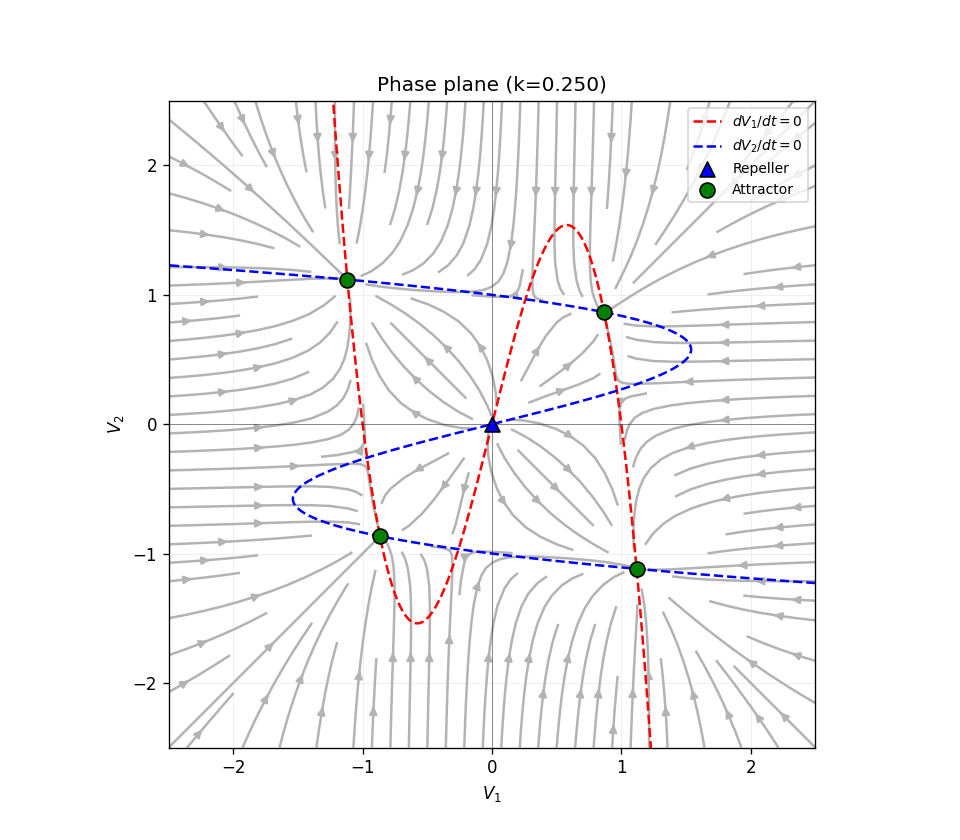 Phase plane (k=0.250)
dV₁/dt = 0
dV₂/dt = 0
Repeller
Attractor
V₂
2
1
0
−1
−2
−2
−1
0
1
2
V₁